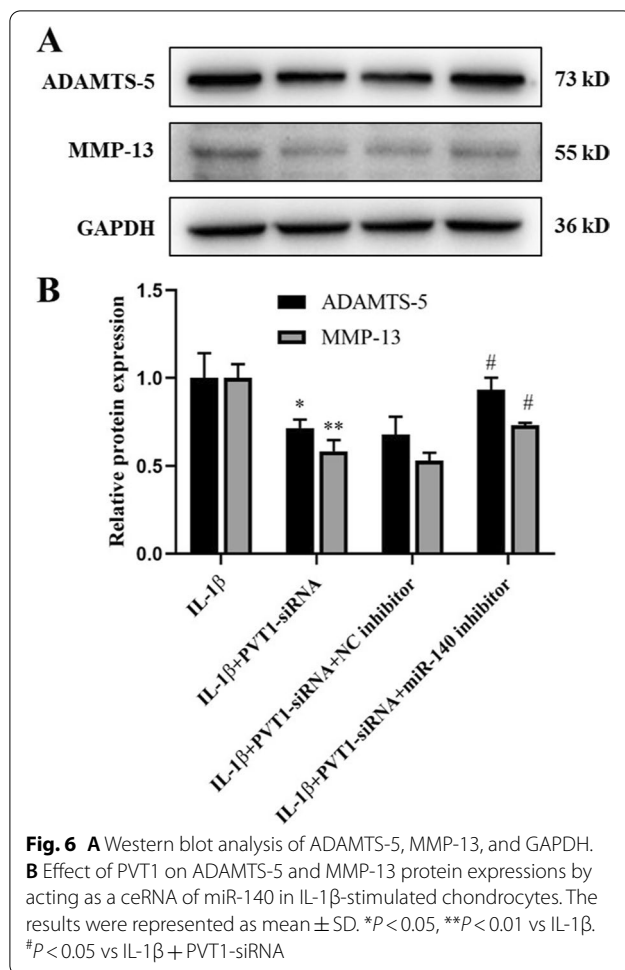 A
ADAMTS-5
73 kD
MMP-13
55 kD
GAPDH
36 kD
B
Relative protein expression
1.5
1.0
0.5
0.0
ADAMTS-5
MMP-13
*
**
#
#
IL-1β
IL-1β+PVT1-siRNA
IL-1β+PVT1-siRNA+NC inhibitor
IL-1β+PVT1-siRNA+miR-140 inhibitor
Fig. 6 A Western blot analysis of ADAMTS-5, MMP-13, and GAPDH.
B Effect of PVT1 on ADAMTS-5 and MMP-13 protein expressions by
acting as a ceRNA of miR-140 in IL-1β-stimulated chondrocytes. The
results were represented as mean ± SD. *P < 0.05, **P < 0.01 vs IL-1β.
#P < 0.05 vs IL-1β + PVT1-siRNA